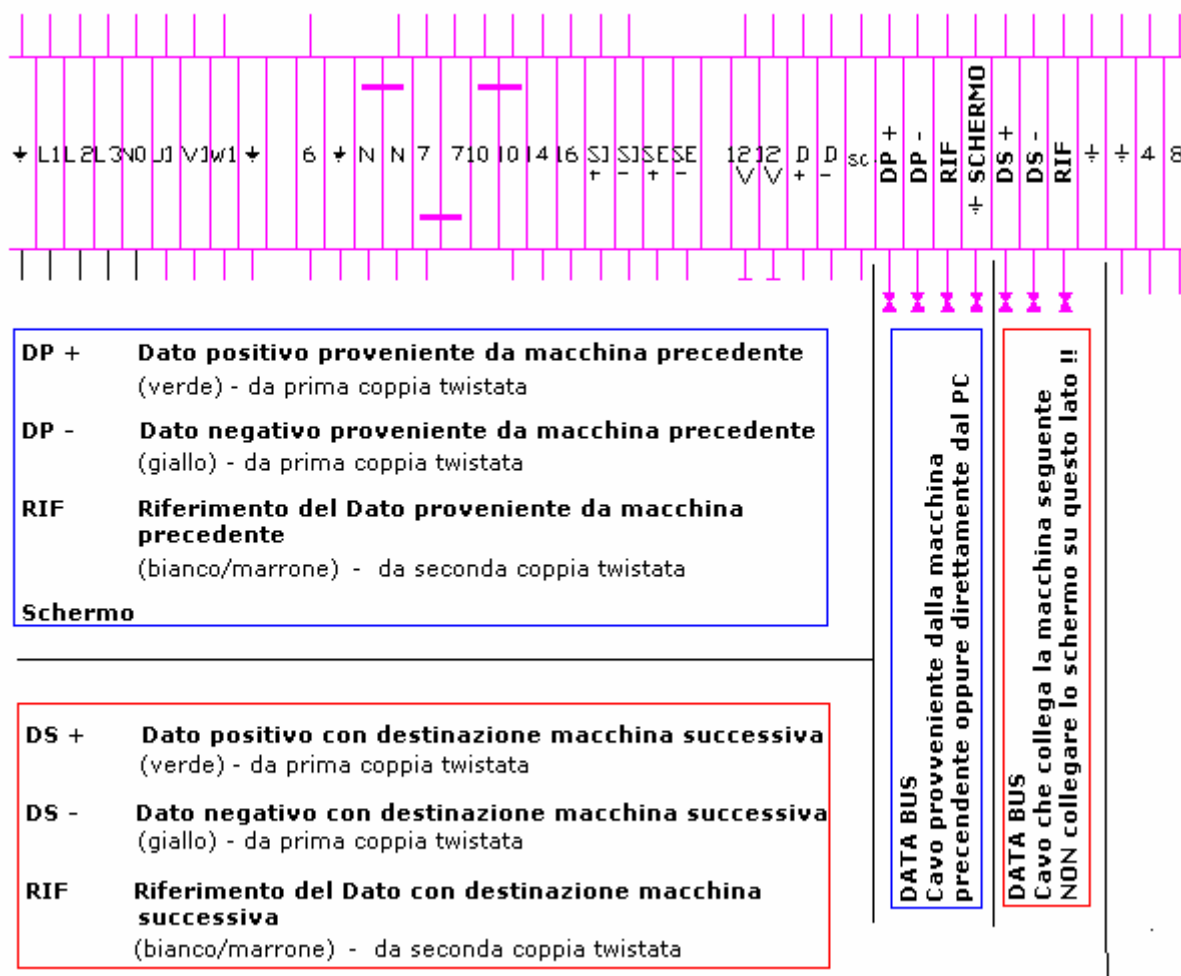 ⏚ L1 L2 L3 N0 U1 V1 W1 ⏚ 6 ⏚ N N 7 7 10 10 14 16 SI + SI - SE + SE - 12 V 12 V D + D - SC DP + DP - RIF ⏚ SCHERMO DS + DS - RIF ⏚ ⏚ 4 8
DP + Dato positivo proveniente da macchina precedente
(verde) - da prima coppia twistata
DP - Dato negativo proveniente da macchina precedente
(giallo) - da prima coppia twistata
RIF Riferimento del Dato proveniente da macchina
precedente
(bianco/marrone) - da seconda coppia twistata
Schermo
DS + Dato positivo con destinazione macchina successiva
(verde) - da prima coppia twistata
DS - Dato negativo con destinazione macchina successiva
(giallo) - da prima coppia twistata
RIF Riferimento del Dato con destinazione macchina
successiva
(bianco/marrone) - da seconda coppia twistata
DATA BUS
Cavo provveniente dalla macchina
precendente oppure direttamente dal PC
DATA BUS
Cavo che collega la macchina seguente
NON collegare lo schermo su questo lato !!